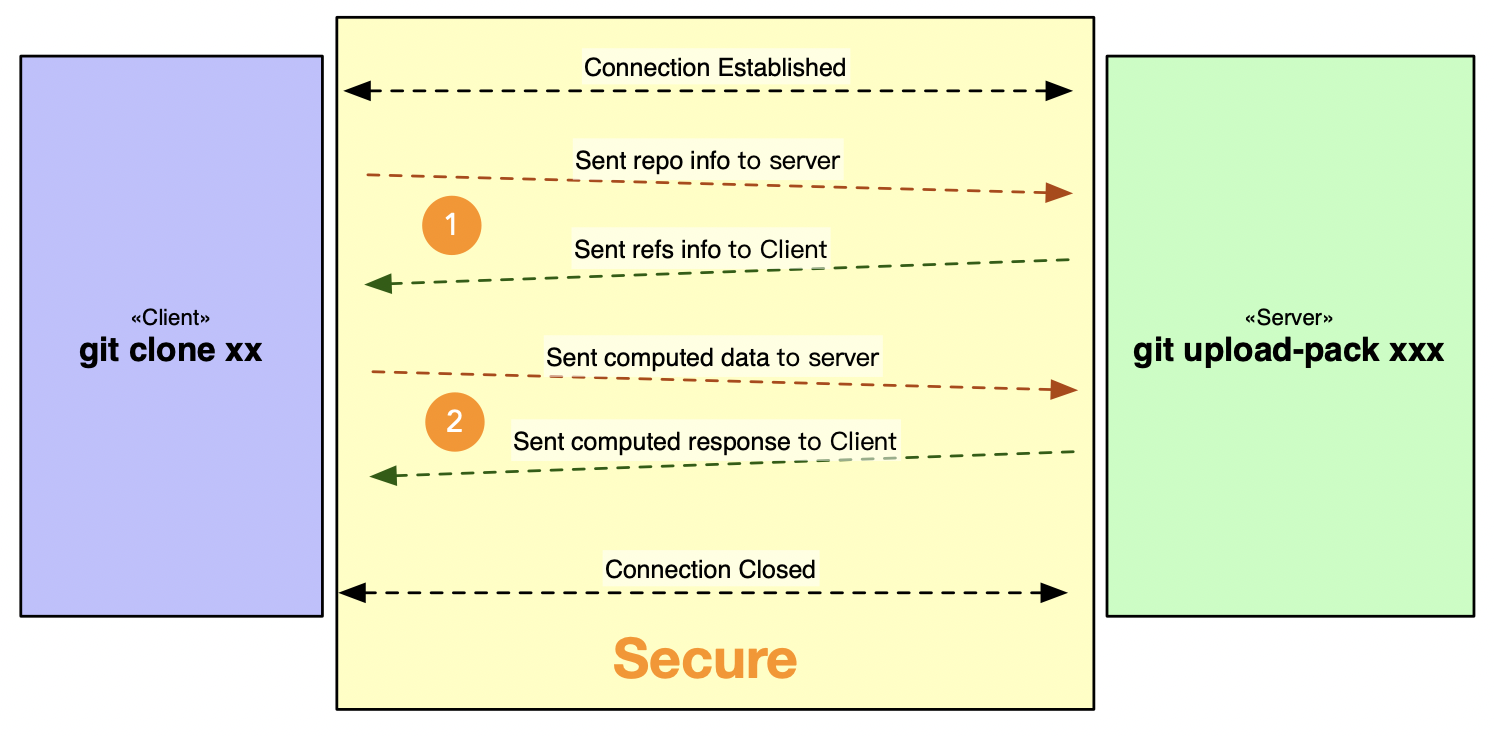 Connection Established
Sent repo info to server
1
Sent refs info to Client
«Client»
git clone xx
«Server»
git upload-pack xxx
Sent computed data to server
2
Sent computed response to Client
Connection Closed
Secure